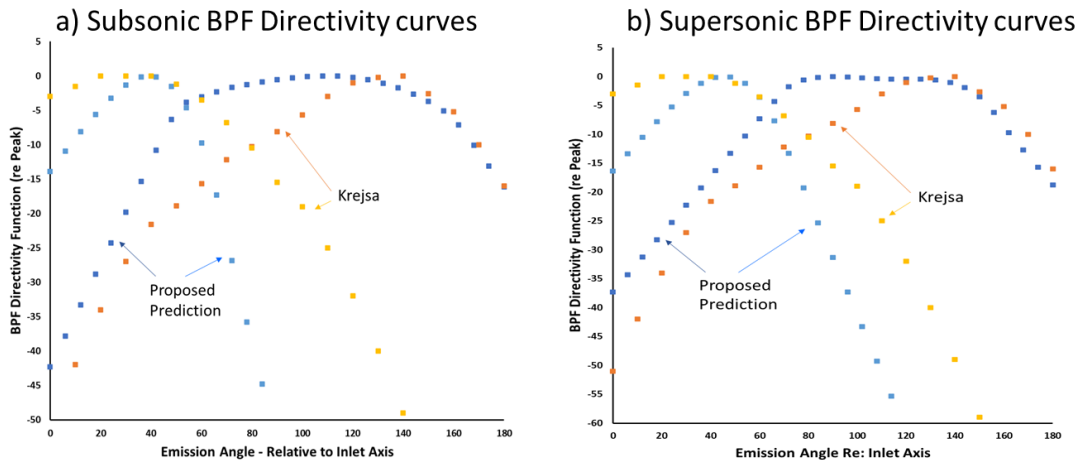 a) Subsonic BPF Directivity curves
5
0
-5
-10
-15
-20
-25
-30
-35
-40
-45
-50
BPF Directivity Function (re Peak)
Krejsa
Proposed
Prediction
0 20 40 60 80 100 120 140 160 180
Emission Angle - Relative to Inlet Axis
b) Supersonic BPF Directivity curves
5
0
-5
-10
-15
-20
-25
-30
-35
-40
-45
-50
-55
-60
BPF Directivity Function (re Peak)
Krejsa
Proposed
Prediction
0 20 40 60 80 100 120 140 160 180
Emission Angle Re: Inlet Axis